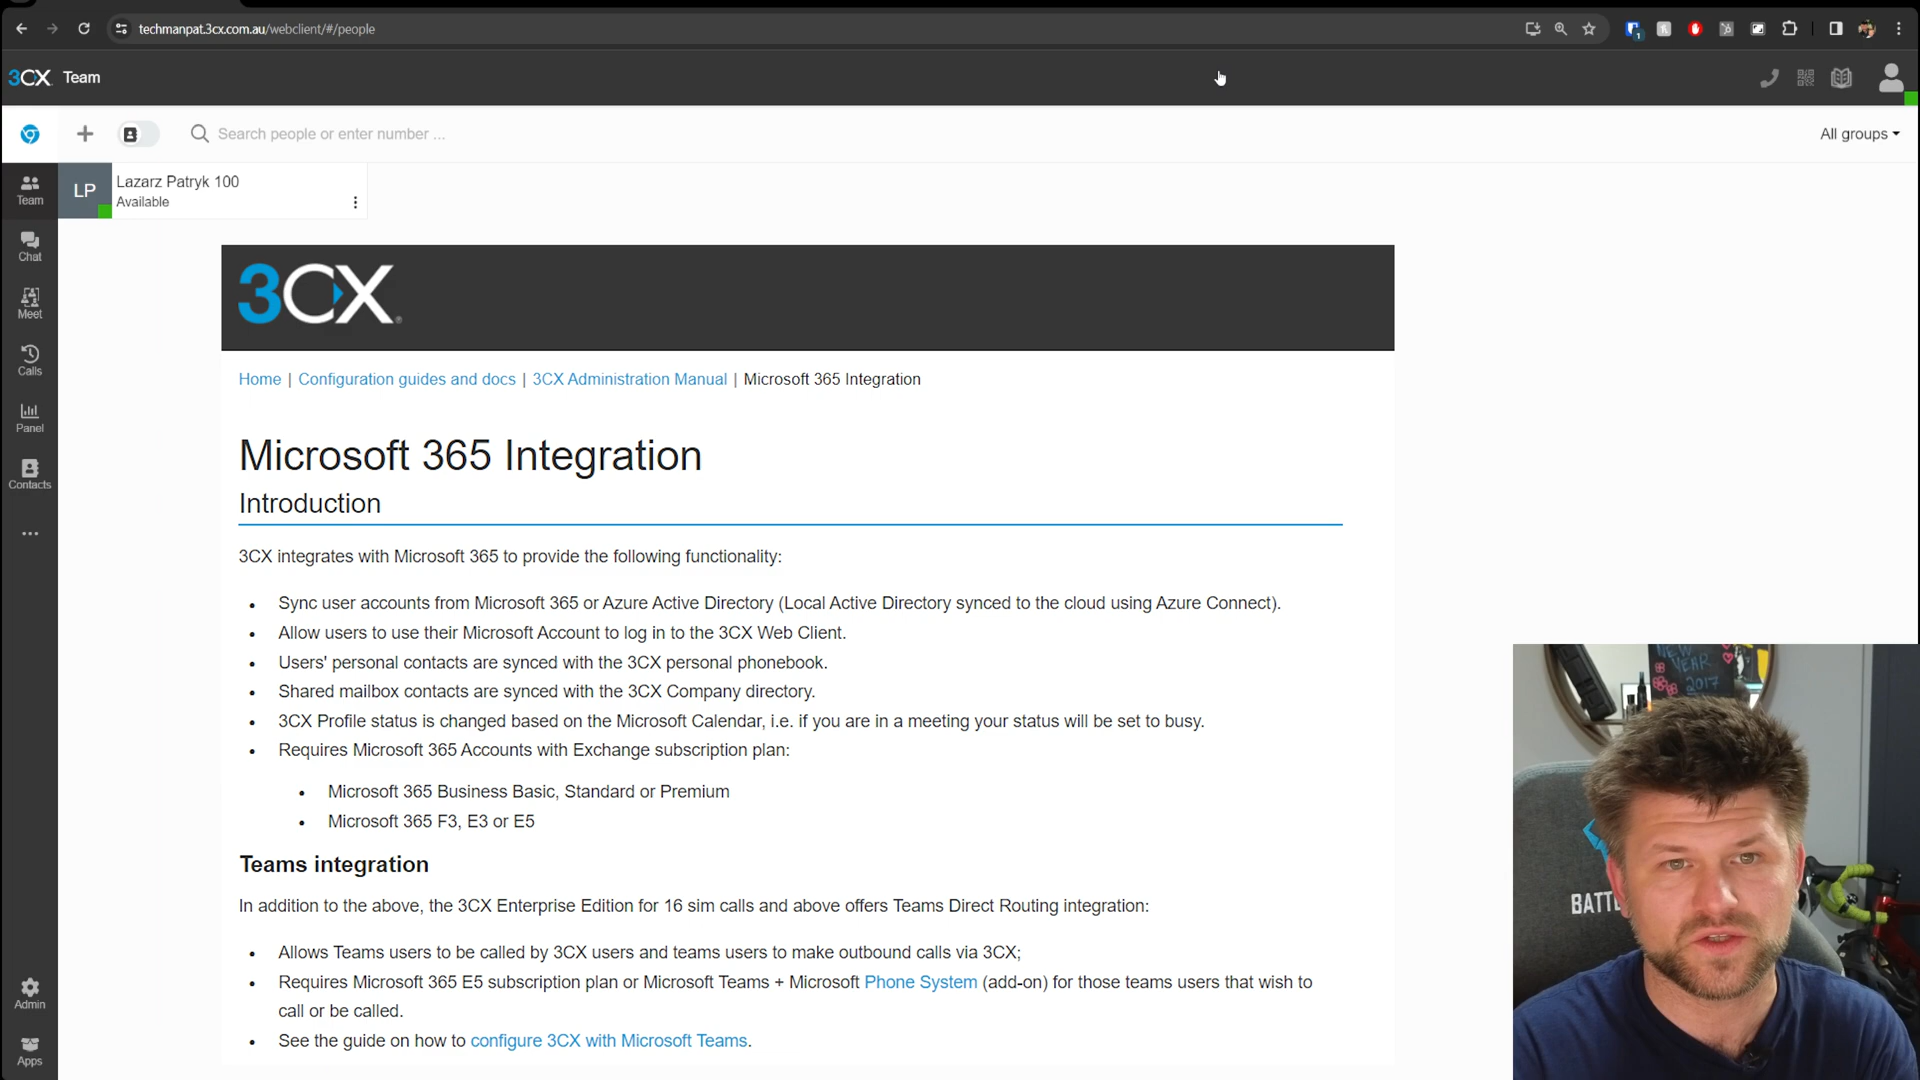 techmanpat.3cx.com.au/webclient/#/people
3CX Team
Search people or enter number ...
All groups
Team
LP
Lazarz Patryk 100
Available
Chat
Meet
Calls
Panel
Contacts
Admin
Apps
3CX
Home | Configuration guides and docs | 3CX Administration Manual | Microsoft 365 Integration
Microsoft 365 Integration
Introduction
3CX integrates with Microsoft 365 to provide the following functionality:
• Sync user accounts from Microsoft 365 or Azure Active Directory (Local Active Directory synced to the cloud using Azure Connect).
• Allow users to use their Microsoft Account to log in to the 3CX Web Client.
• Users' personal contacts are synced with the 3CX personal phonebook.
• Shared mailbox contacts are synced with the 3CX Company directory.
• 3CX Profile status is changed based on the Microsoft Calendar, i.e. if you are in a meeting your status will be set to busy.
• Requires Microsoft 365 Accounts with Exchange subscription plan:
• Microsoft 365 Business Basic, Standard or Premium
• Microsoft 365 F3, E3 or E5
Teams integration
In addition to the above, the 3CX Enterprise Edition for 16 sim calls and above offers Teams Direct Routing integration:
• Allows Teams users to be called by 3CX users and teams users to make outbound calls via 3CX;
• Requires Microsoft 365 E5 subscription plan or Microsoft Teams + Microsoft Phone System (add-on) for those teams users that wish to
call or be called.
• See the guide on how to configure 3CX with Microsoft Teams.
NEW
YEAR
2017
BATTL